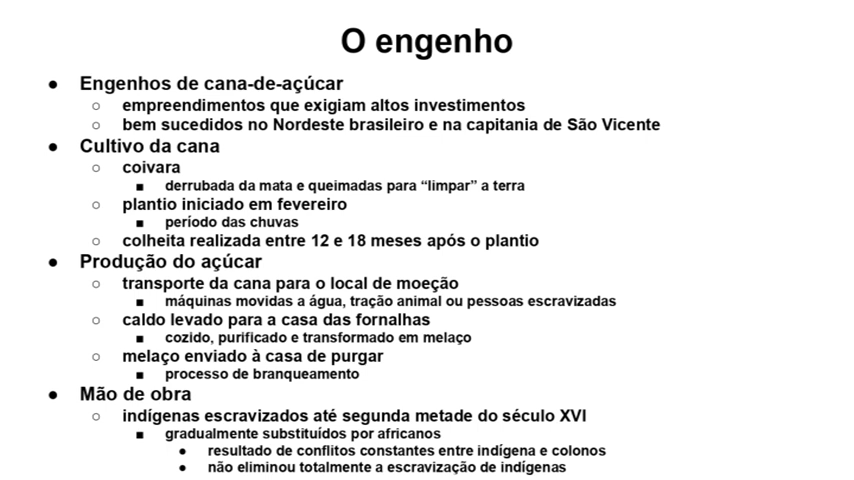 O engenho
● Engenhos de cana-de-açúcar
○ empreendimentos que exigiam altos investimentos
○ bem sucedidos no Nordeste brasileiro e na capitania de São Vicente
● Cultivo da cana
○ coivara
■ derrubada da mata e queimadas para “limpar” a terra
○ plantio iniciado em fevereiro
■ período das chuvas
○ colheita realizada entre 12 e 18 meses após o plantio
● Produção do açúcar
○ transporte da cana para o local de moeção
■ máquinas movidas a água, tração animal ou pessoas escravizadas
○ caldo levado para a casa das fornalhas
■ cozido, purificado e transformado em melaço
○ melaço enviado à casa de purgar
■ processo de branqueamento
● Mão de obra
○ indígenas escravizados até segunda metade do século XVI
■ gradualmente substituídos por africanos
● resultado de conflitos constantes entre indígena e colonos
● não eliminou totalmente a escravização de indígenas